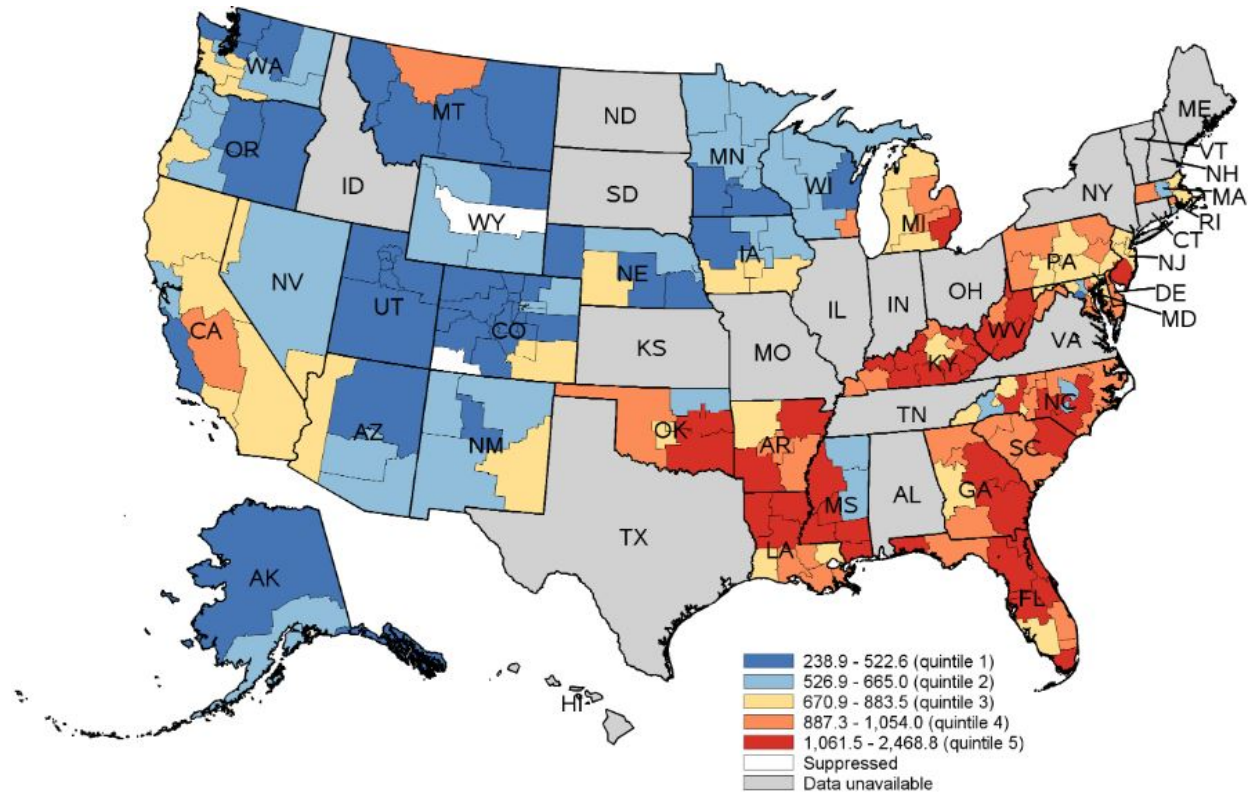 WA
MT
ND
ME
OR
MN
VT
ID
SD
WI
NH
NY
MA
WY
MI
RI
IA
CT
PA
NJ
NE
NV
OH
DE
UT
IL
IN
MD
CA
CO
WV
VA
KS
MO
KY
NC
TN
AZ
OK
NM
AR
SC
MS
AL
GA
TX
LA
AK
FL
HI
238.9 - 522.6 (quintile 1)
526.9 - 665.0 (quintile 2)
670.9 - 883.5 (quintile 3)
887.3 - 1,054.0 (quintile 4)
1,061.5 - 2,468.8 (quintile 5)
Suppressed
Data unavailable